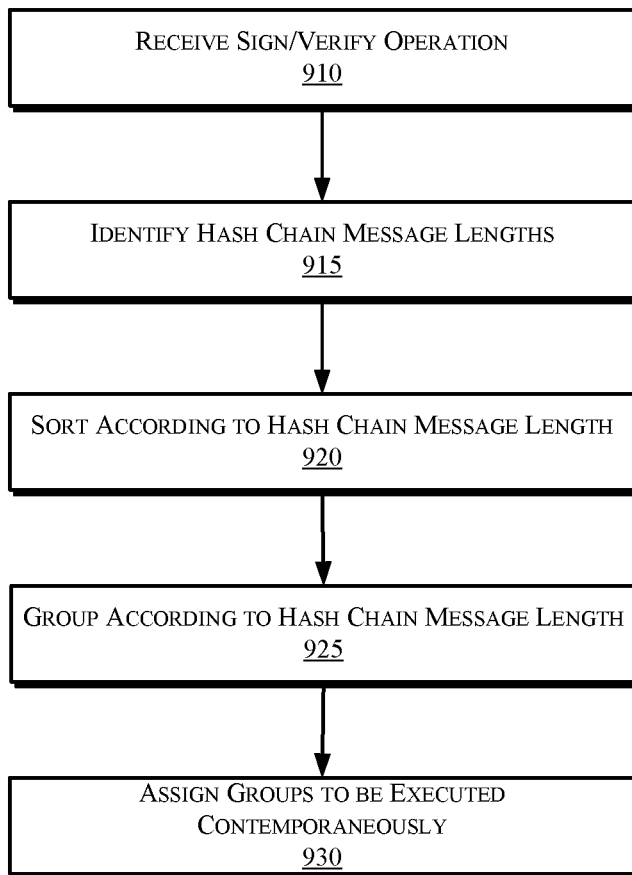 RECEIVE SIGN/VERIFY OPERATION
910
IDENTIFY HASH CHAIN MESSAGE LENGTHS
915
SORT ACCORDING TO HASH CHAIN MESSAGE LENGTH
920
GROUP ACCORDING TO HASH CHAIN MESSAGE LENGTH
925
ASSIGN GROUPS TO BE EXECUTED
CONTEMPORANEOUSLY
930